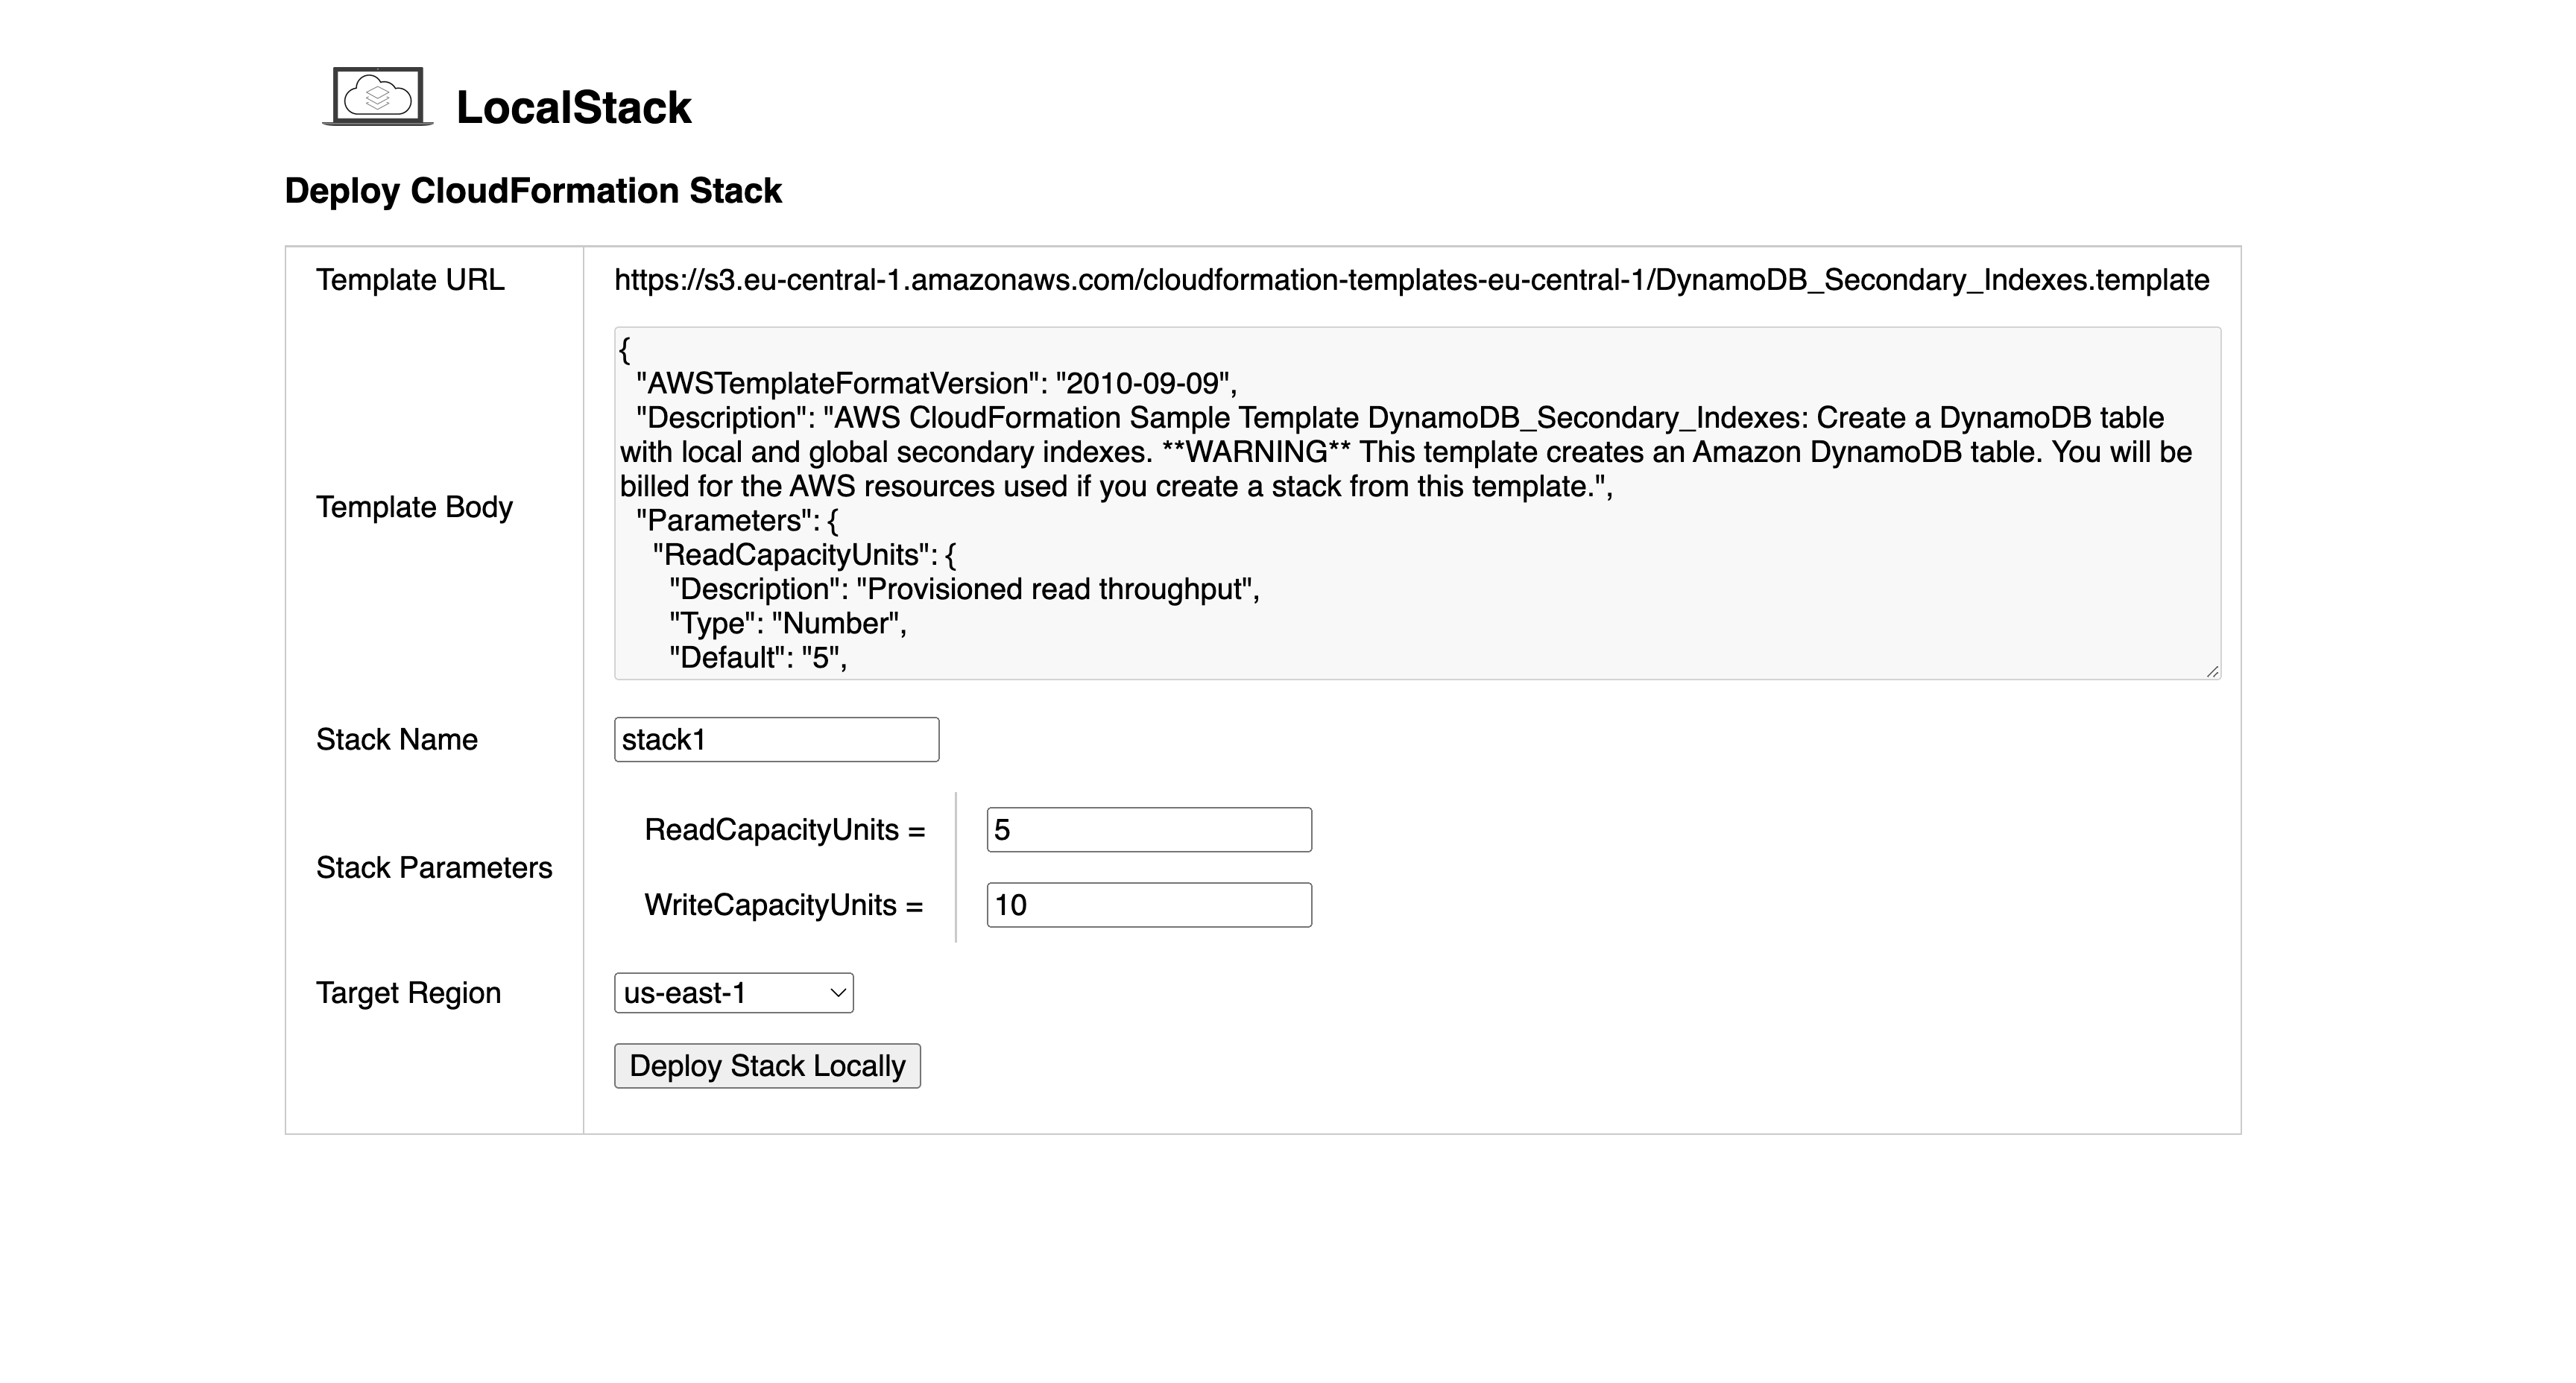 LocalStack
Deploy CloudFormation Stack
Template URL
https://s3.eu-central-1.amazonaws.com/cloudformation-templates-eu-central-1/DynamoDB_Secondary_Indexes.template
Template Body
{
"AWSTemplateFormatVersion": "2010-09-09",
"Description": "AWS CloudFormation Sample Template DynamoDB_Secondary_Indexes: Create a DynamoDB table
with local and global secondary indexes. **WARNING** This template creates an Amazon DynamoDB table. You will be
billed for the AWS resources used if you create a stack from this template.",
"Parameters": {
"ReadCapacityUnits": {
"Description": "Provisioned read throughput",
"Type": "Number",
"Default": "5",
Stack Name
stack1
Stack Parameters
ReadCapacityUnits =
5
WriteCapacityUnits =
10
Target Region
us-east-1
Deploy Stack Locally